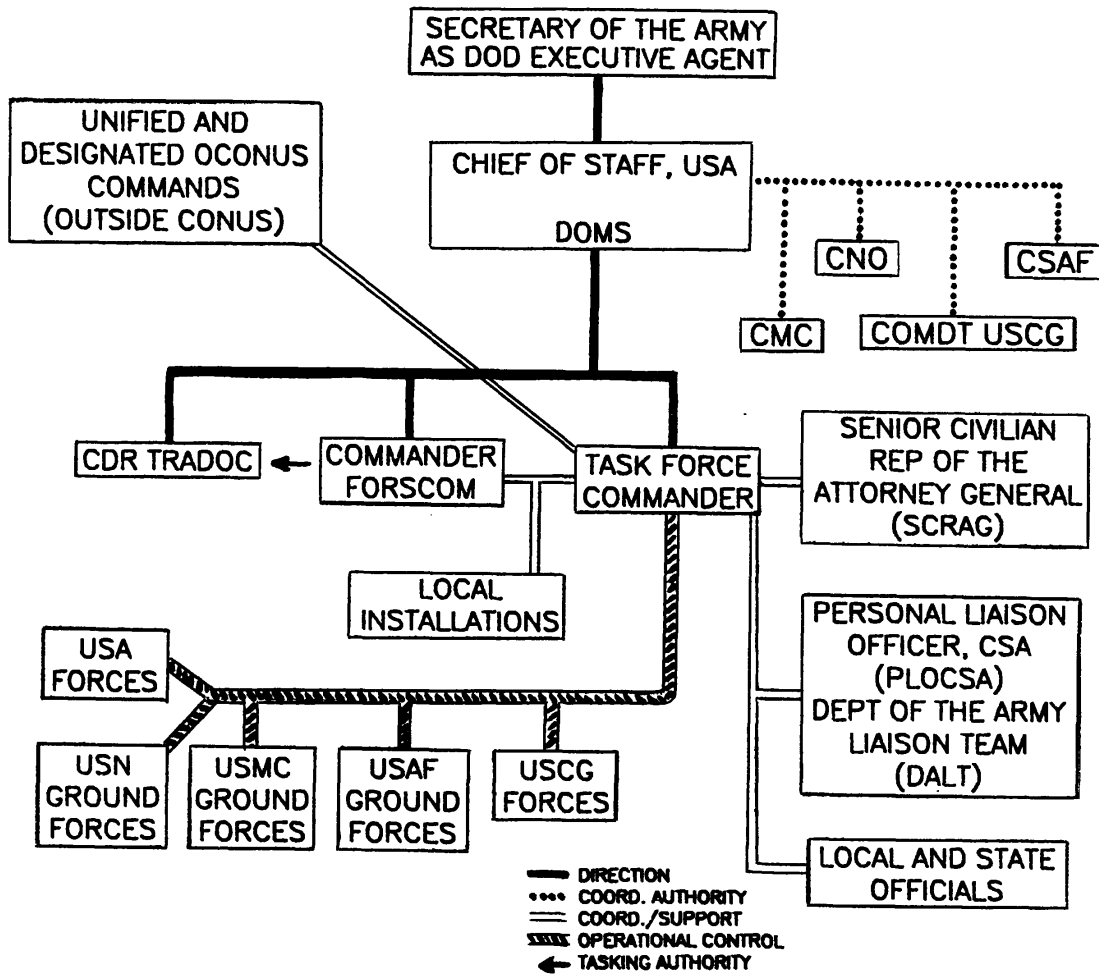 SECRETARY OF THE ARMY
AS DOD EXECUTIVE AGENT
UNIFIED AND
DESIGNATED OCONUS
COMMANDS
(OUTSIDE CONUS)
CHIEF OF STAFF, USA
DOMS
CNO
CSAF
CMC
COMDT USCG
CDR TRADOC
COMMANDER
FORSCOM
TASK FORCE
COMMANDER
SENIOR CIVILIAN
REP OF THE
ATTORNEY GENERAL
(SCRAG)
LOCAL
INSTALLATIONS
PERSONAL LIAISON
OFFICER, CSA
(PLOCSA)
DEPT OF THE ARMY
LIAISON TEAM
(DALT)
USA
FORCES
USN
GROUND
FORCES
USMC
GROUND
FORCES
USAF
GROUND
FORCES
USCG
FORCES
LOCAL AND STATE
OFFICIALS
DIRECTION
COORD. AUTHORITY
COORD./SUPPORT
OPERATIONAL CONTROL
TASKING AUTHORITY